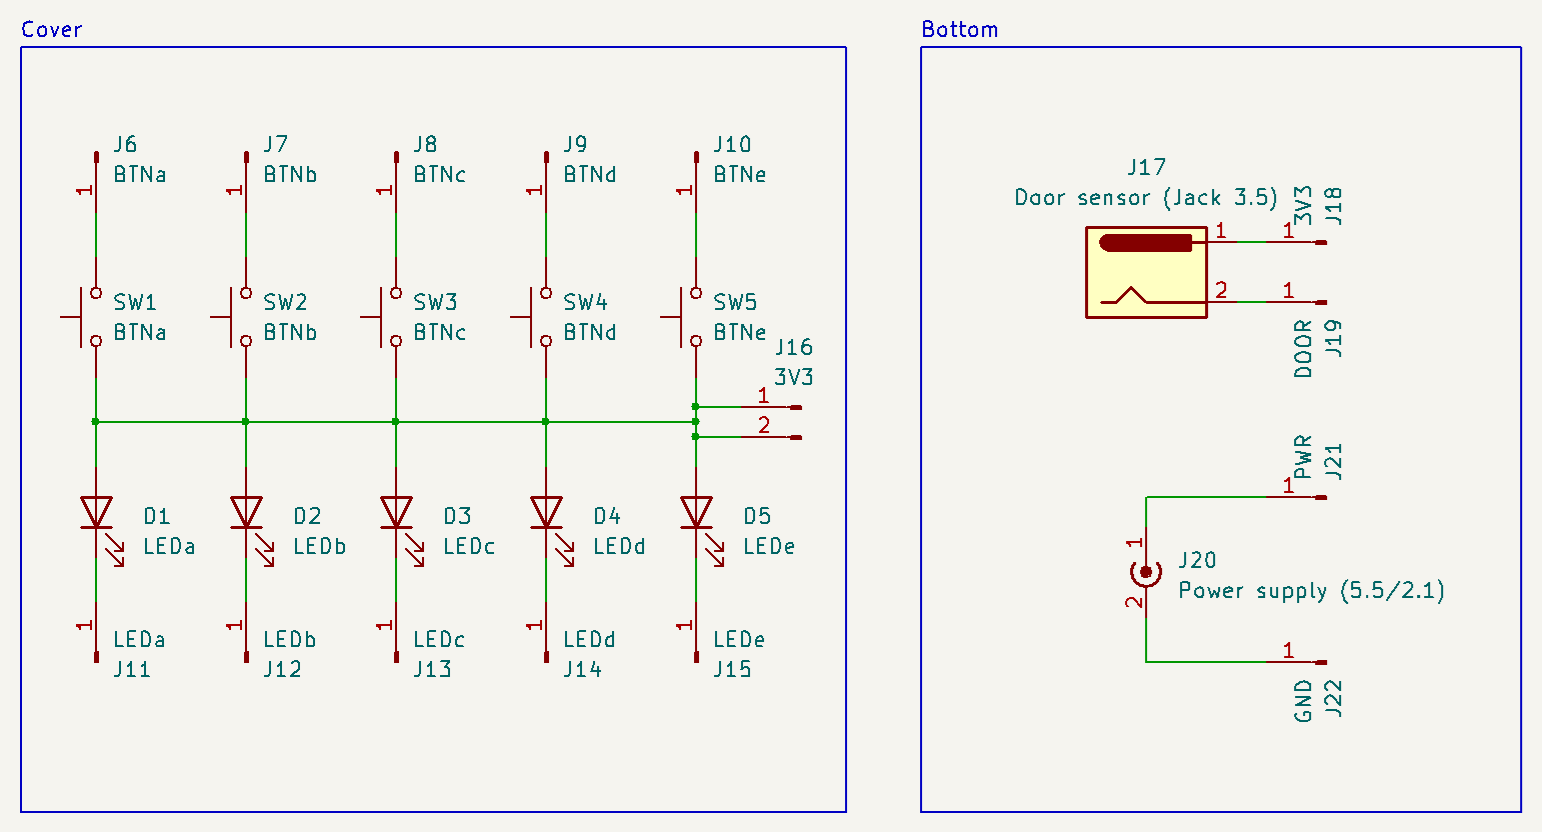 Cover
J6
BTNa
1
J7
BTNb
1
J8
BTNc
1
J9
BTNd
1
J10
BTNe
1
SW1
BTNa
SW2
BTNb
SW3
BTNc
SW4
BTNd
SW5
BTNe
J16
3V3
1
2
D1
LEDa
D2
LEDb
D3
LEDc
D4
LEDd
D5
LEDe
1
LEDa
J11
1
LEDb
J12
1
LEDc
J13
1
LEDd
J14
1
LEDe
J15
Bottom
J17
Door sensor (Jack 3.5)
1
1
3V3
J18
2
1
DOOR
J19
PWR
J21
1
1
J20
Power supply (5.5/2.1)
2
1
GND
J22